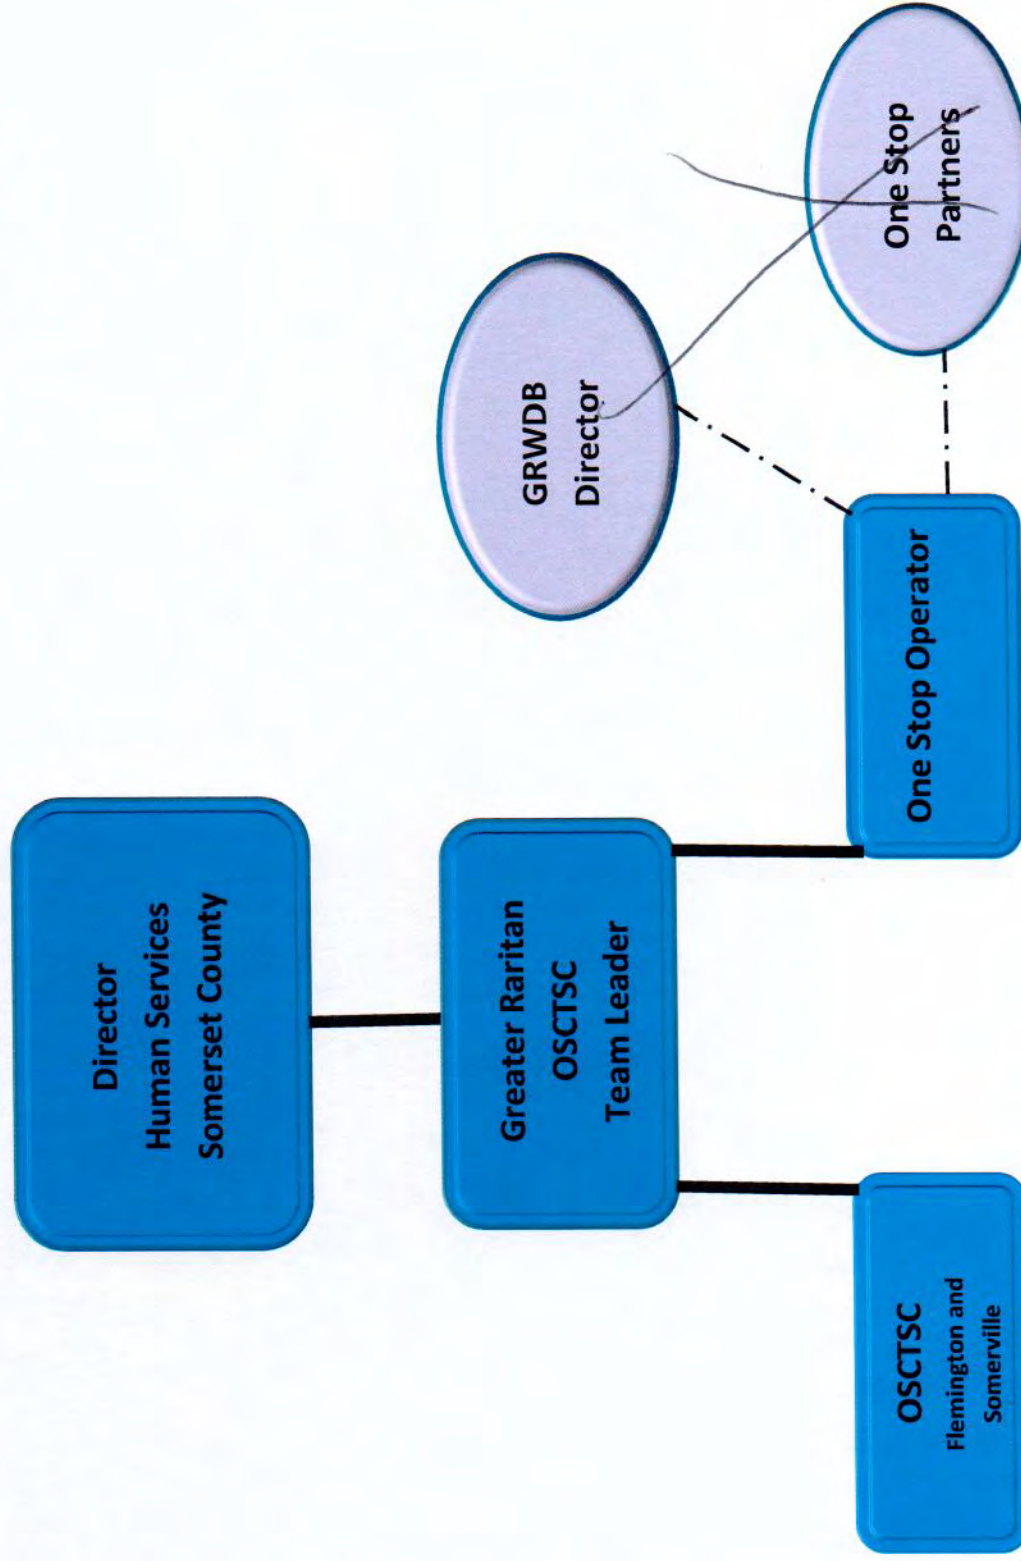 Director
Human Services
Somerset County
Greater Raritan
OSCTSC
Team Leader
GRWDB
Director
OSCTSC
Flemington and
Somerville
One Stop Operator
One Stop
Partners